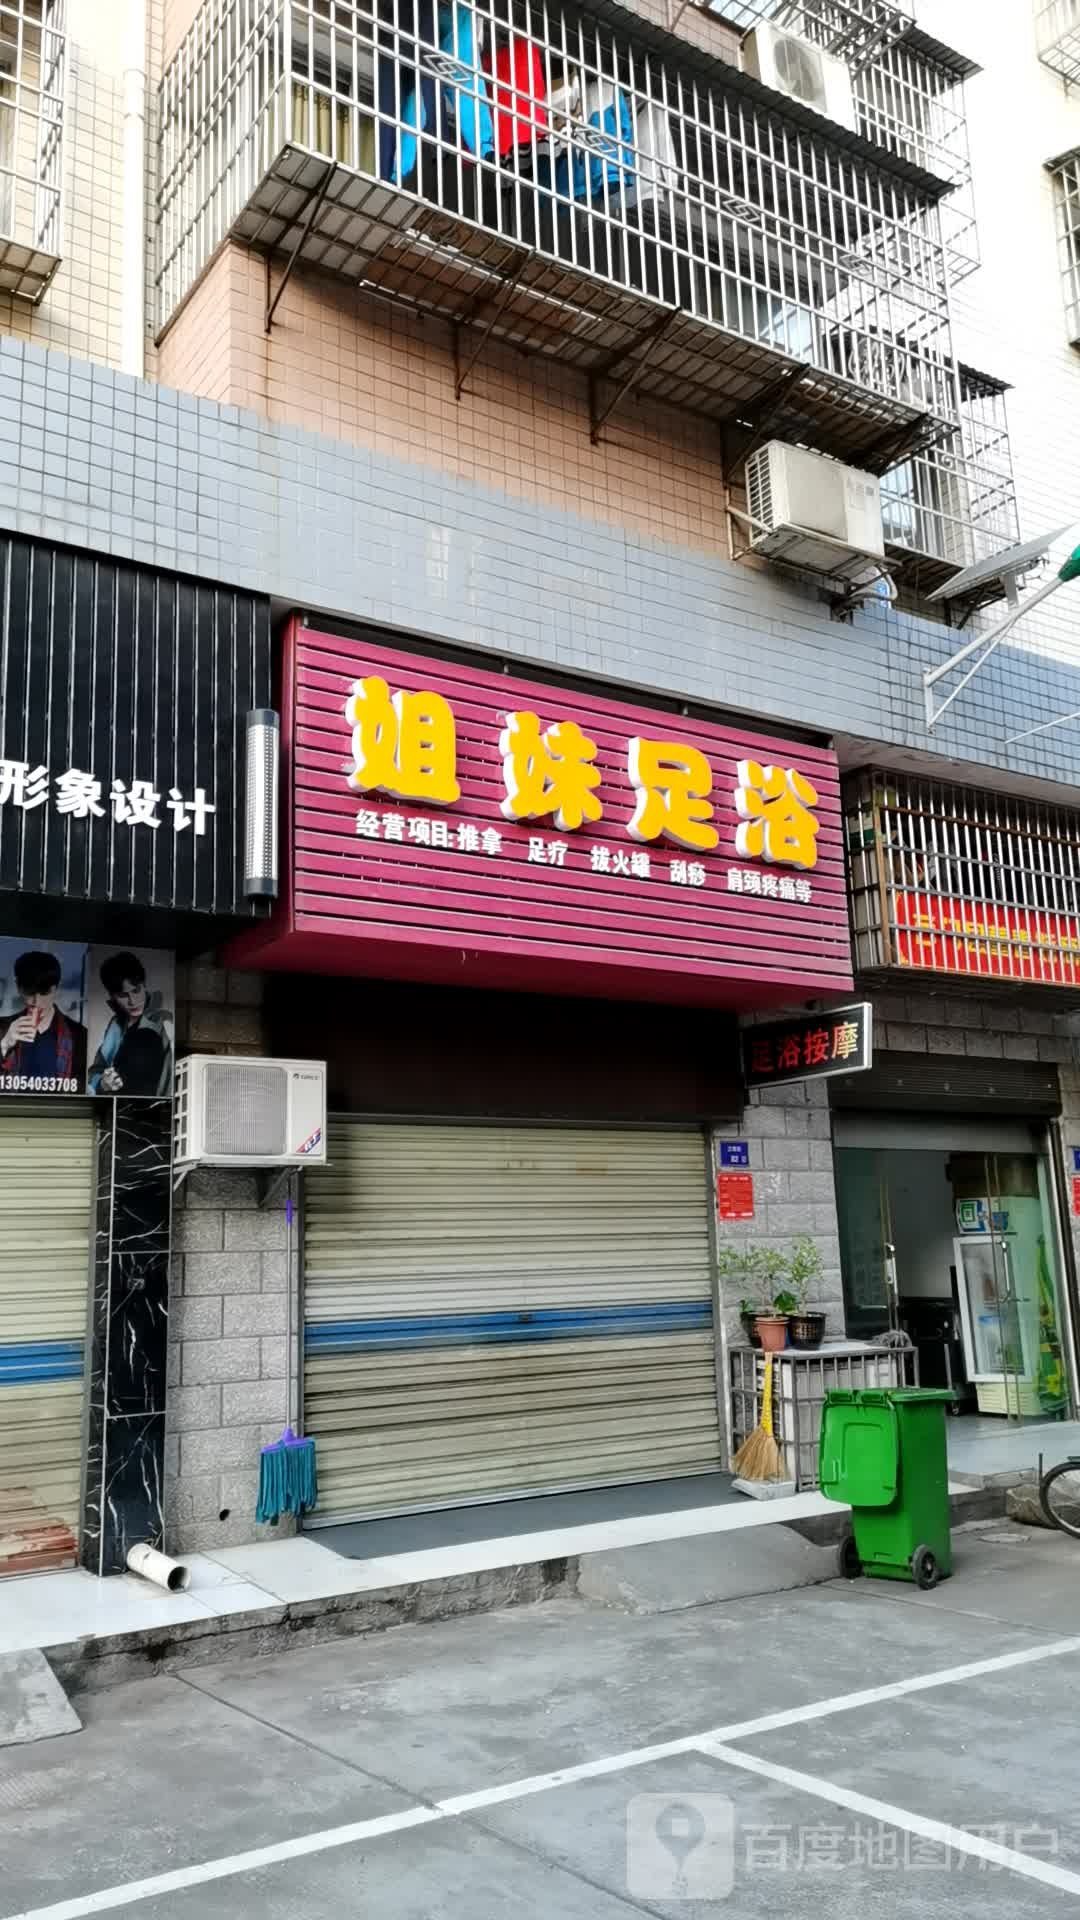 姐妹足浴
经营项目:推拿 足疗 拔火罐 刮痧 肩颈疼痛等
形象设计
足浴按摩
13054033708
GREE
百度地图用户